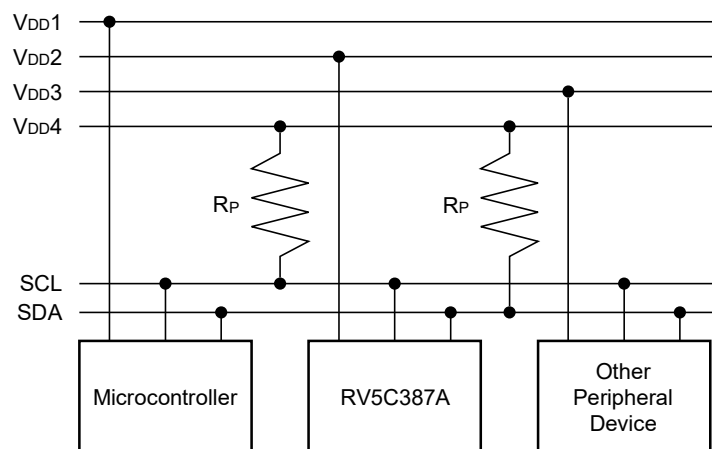 VDD1
VDD2
VDD3
VDD4
RP
RP
SCL
SDA
Microcontroller
RV5C387A
Other
Peripheral
Device